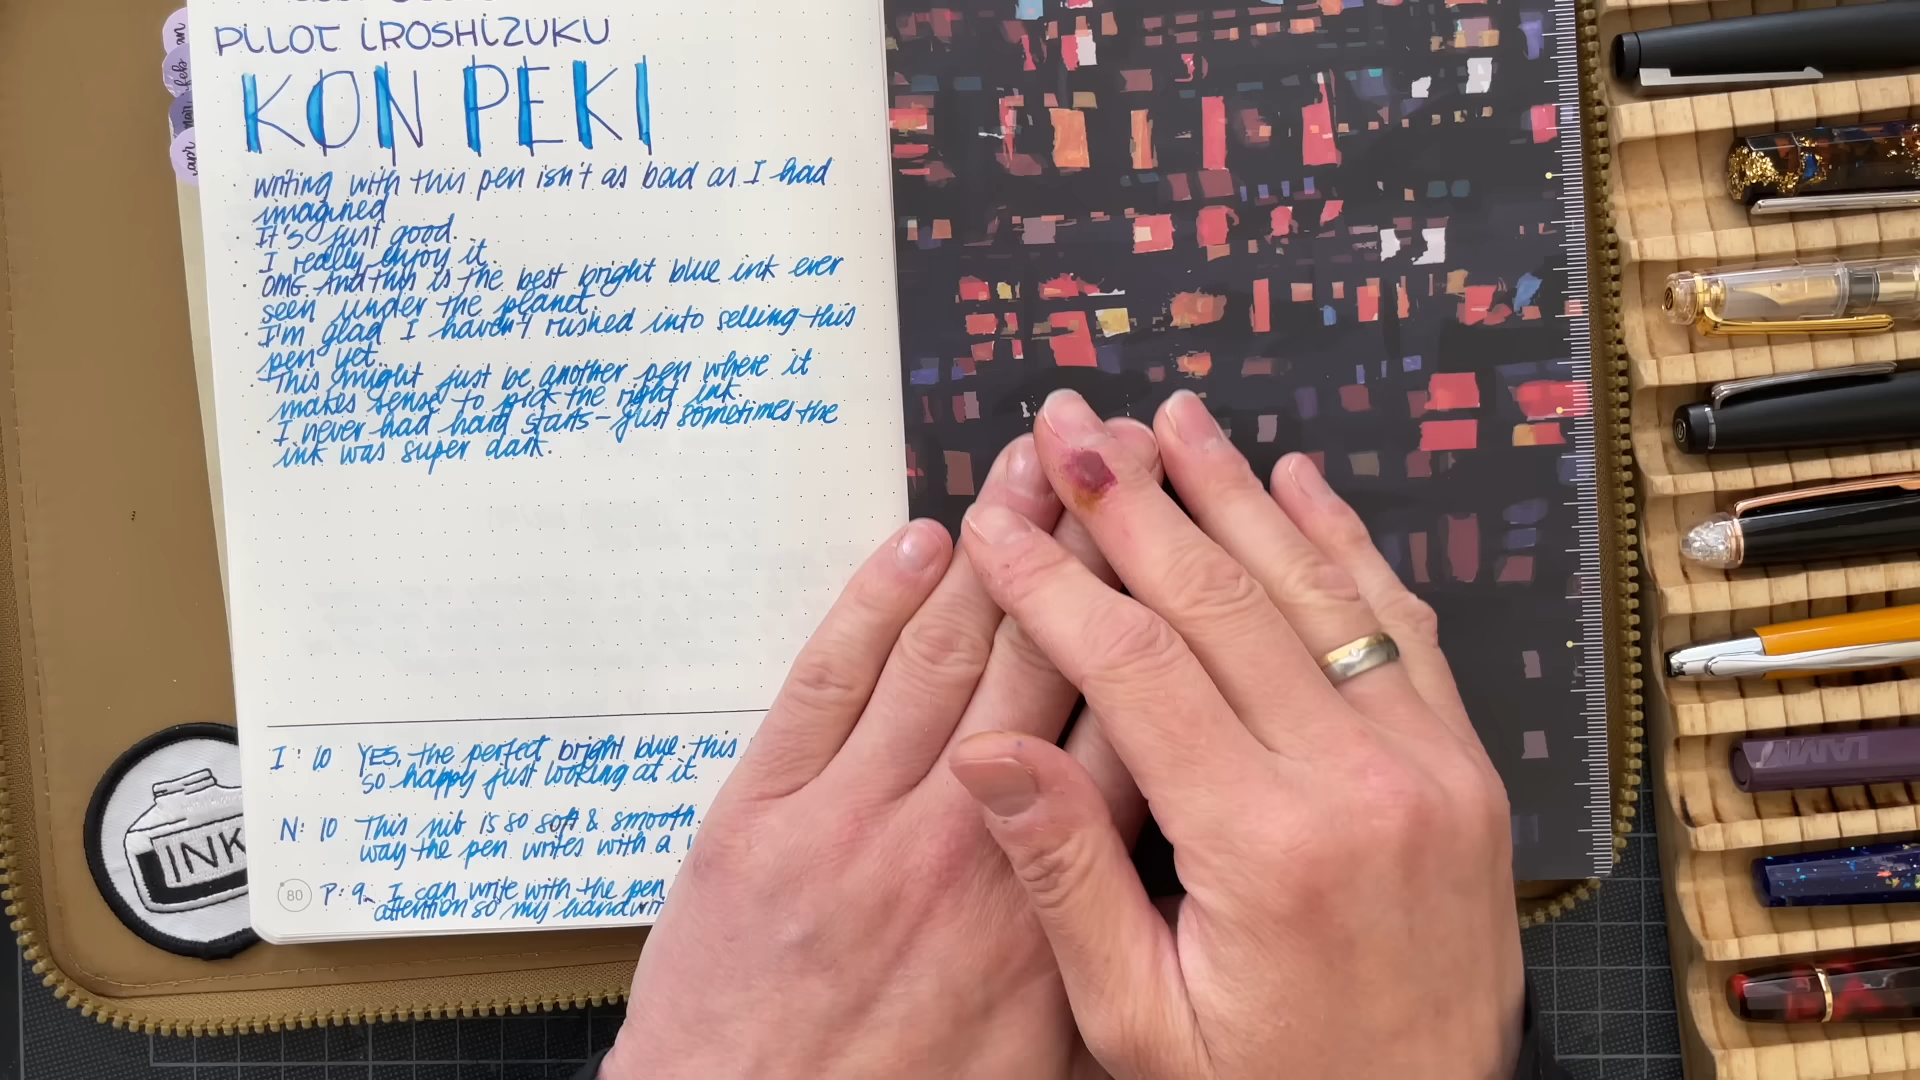 PILOT IROSHIZUKU
KON PEKI
writing with this pen isn't as bad as I had
imagined
It's just good.
I really enjoy it.
OMG And this is the best bright blue ink ever
seen under the planet.
I'm glad I haven't rushed into selling this
pen yet.
This might just be another pen where it
makes sense to pick the right ink.
I never had hard starts - just sometimes the
ink was super dark.
I: 10 YES, the perfect bright blue. this
so happy just looking at it.
N: 10 This nib is so soft & smooth.
way the pen writes with a
80
P: 9. I can write with the pen
attention so my handwrit
INK
feb
apr
LAMY